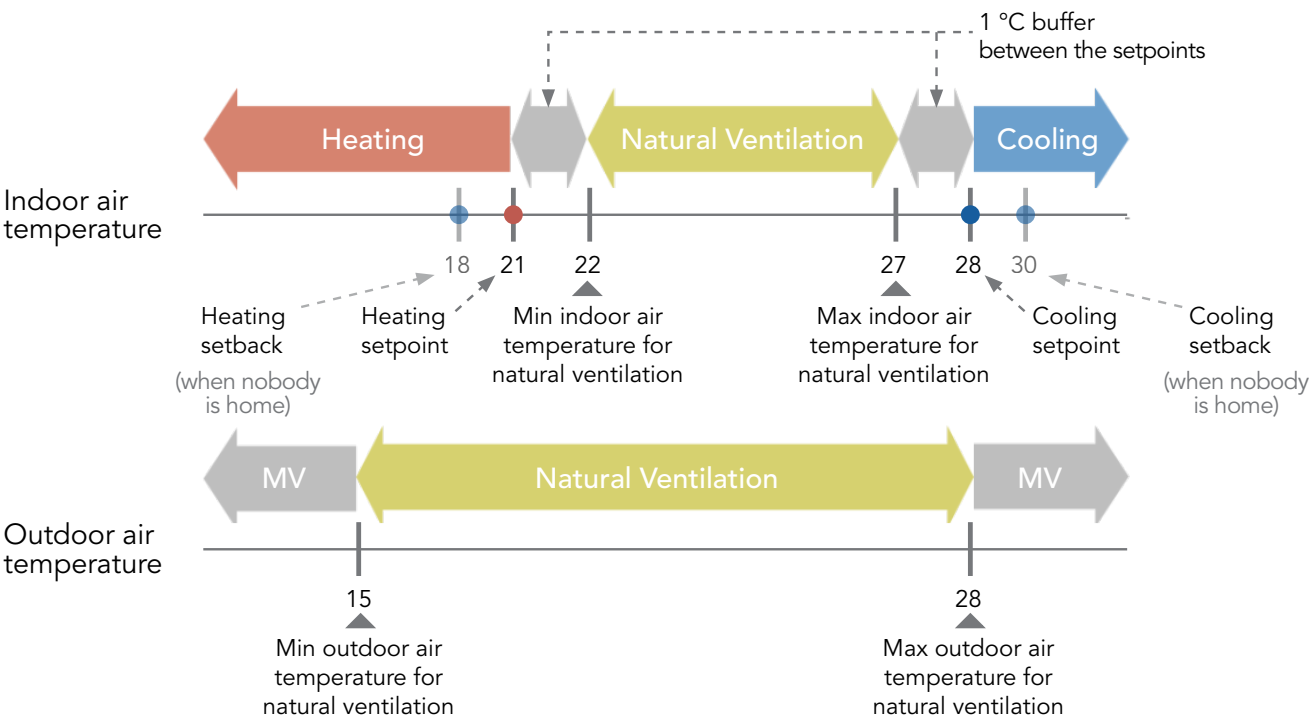 1 °C buffer
between the setpoints
Heating
Natural Ventilation
Cooling
Indoor air
temperature
18
21
22
27
28
30
Heating
setback
(when nobody
is home)
Heating
setpoint
Min indoor air
temperature for
natural ventilation
Max indoor air
temperature for
natural ventilation
Cooling
setpoint
Cooling
setback
(when nobody
is home)
MV
Natural Ventilation
MV
Outdoor air
temperature
15
28
Min outdoor air
temperature for
natural ventilation
Max outdoor air
temperature for
natural ventilation